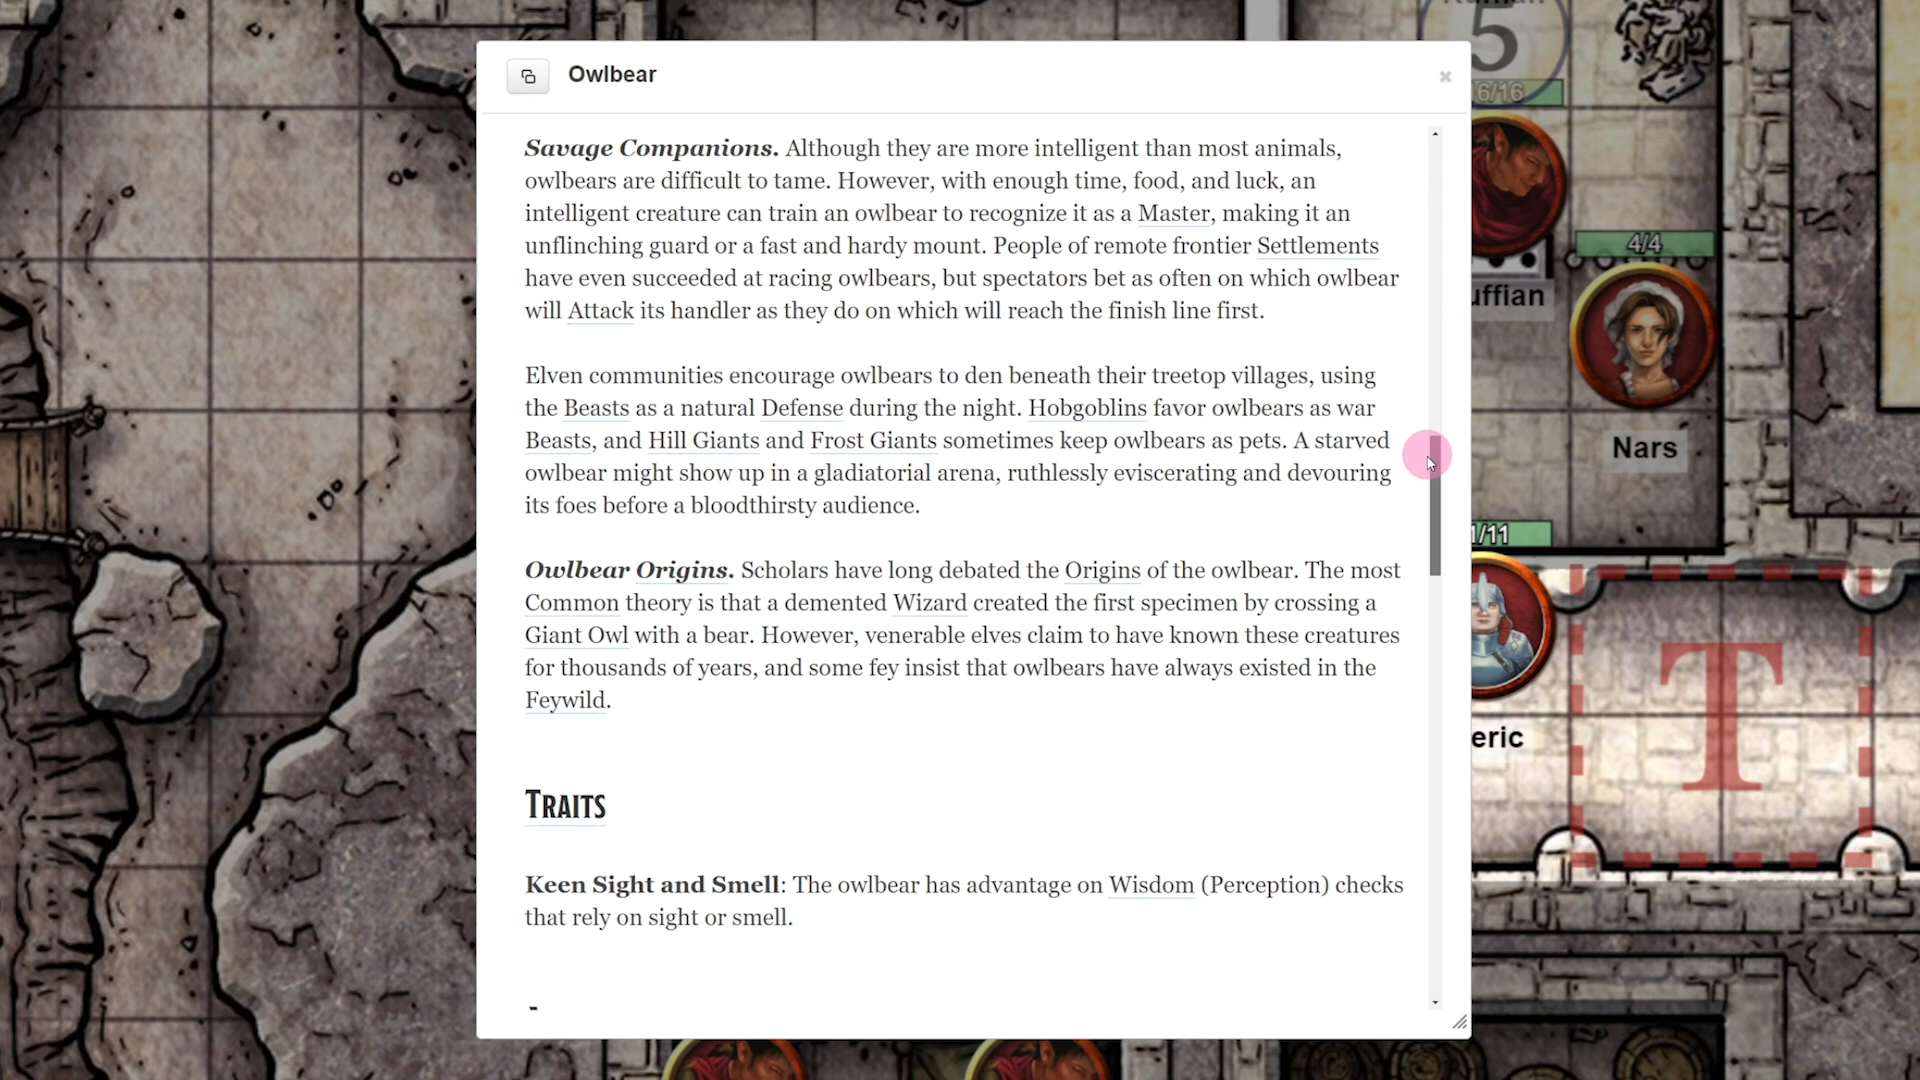 Owlbear
Savage Companions. Although they are more intelligent than most animals,
owlbears are difficult to tame. However, with enough time, food, and luck, an
intelligent creature can train an owlbear to recognize it as a Master, making it an
unflinching guard or a fast and hardy mount. People of remote frontier Settlements
have even succeeded at racing owlbears, but spectators bet as often on which owlbear
will Attack its handler as they do on which will reach the finish line first.
Elven communities encourage owlbears to den beneath their treetop villages, using
the Beasts as a natural Defense during the night. Hobgoblins favor owlbears as war
Beasts, and Hill Giants and Frost Giants sometimes keep owlbears as pets. A starved
owlbear might show up in a gladiatorial arena, ruthlessly eviscerating and devouring
its foes before a bloodthirsty audience.
Owlbear Origins. Scholars have long debated the Origins of the owlbear. The most
Common theory is that a demented Wizard created the first specimen by crossing a
Giant Owl with a bear. However, venerable elves claim to have known these creatures
for thousands of years, and some fey insist that owlbears have always existed in the
Feywild.
Traits
Keen Sight and Smell: The owlbear has advantage on Wisdom (Perception) checks
that rely on sight or smell.
5
6/16
uffian
4/4
Nars
1/11
eric
T